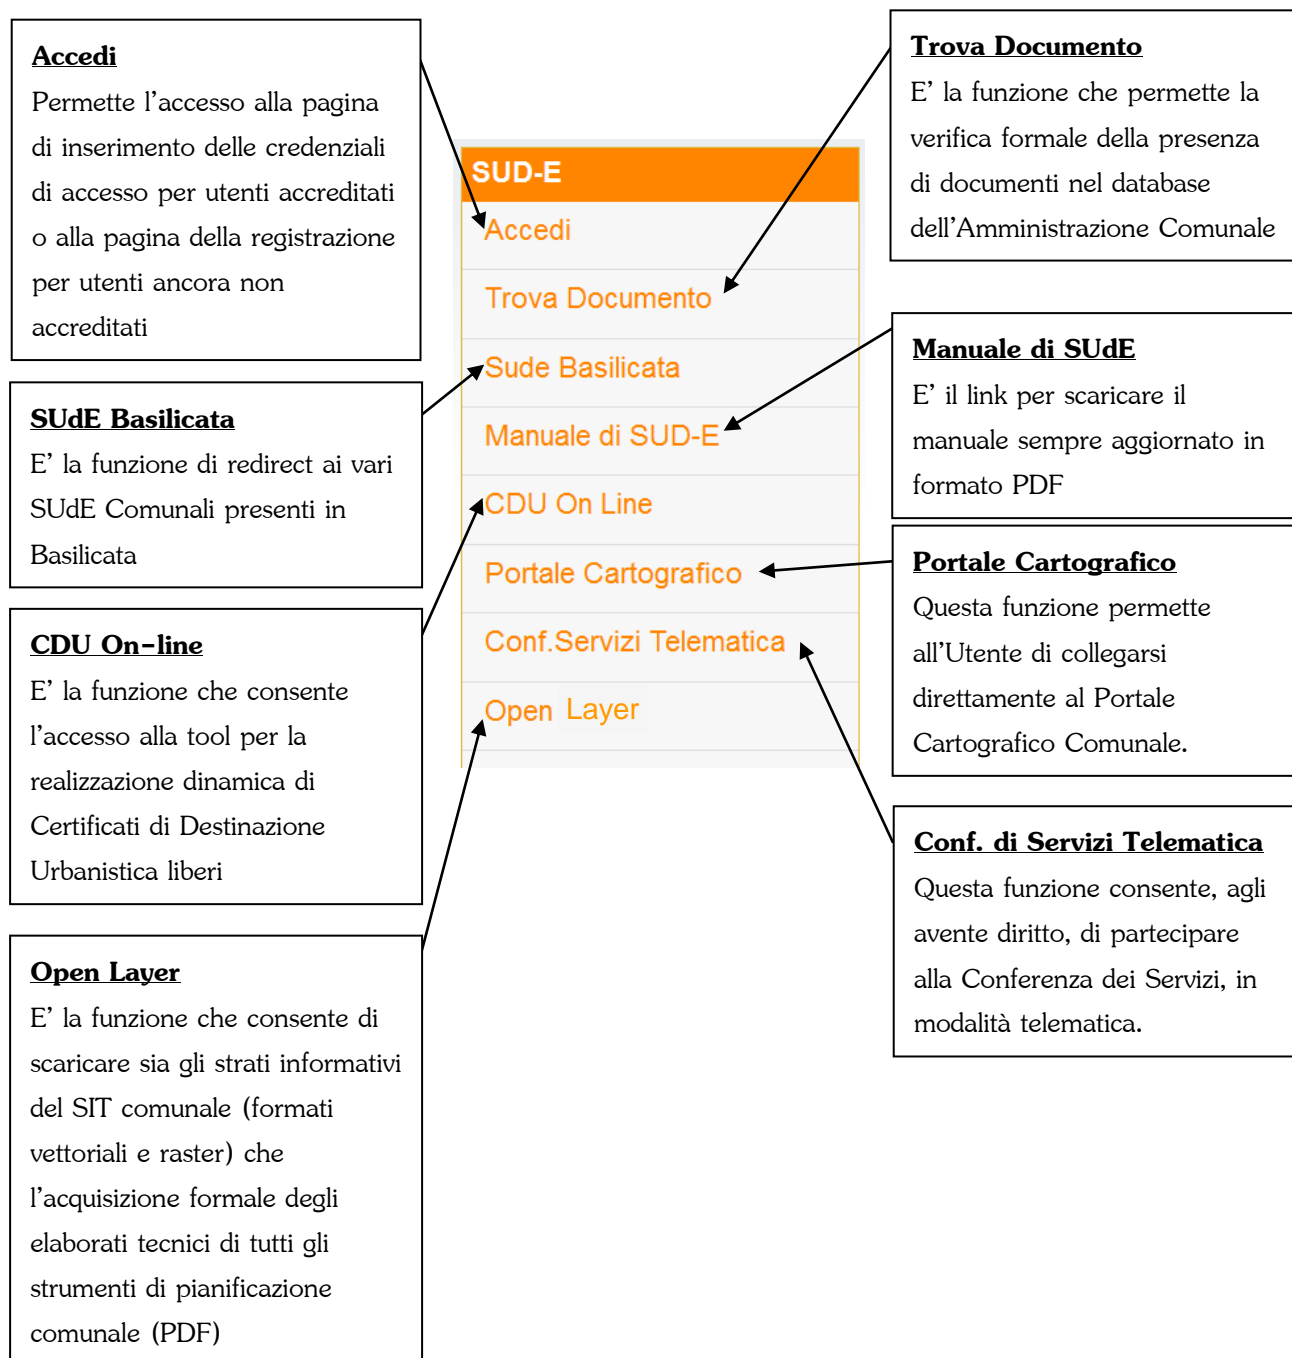 Accedi
Permette l'accesso alla pagina
di inserimento delle credenziali
di accesso per utenti accreditati
o alla pagina della registrazione
per utenti ancora non
accreditati
SUdE Basilicata
E' la funzione di redirect ai vari
SUdE Comunali presenti in
Basilicata
CDU On-line
E' la funzione che consente
l'accesso alla tool per la
realizzazione dinamica di
Certificati di Destinazione
Urbanistica liberi
Open Layer
E' la funzione che consente di
scaricare sia gli strati informativi
del SIT comunale (formati
vettoriali e raster) che
l'acquisizione formale degli
elaborati tecnici di tutti gli
strumenti di pianificazione
comunale (PDF)
SUD-E
Accedi
Trova Documento
Sude Basilicata
Manuale di SUD-E
CDU On Line
Portale Cartografico
Conf.Servizi Telematica
Open Layer
Trova Documento
E' la funzione che permette la
verifica formale della presenza
di documenti nel database
dell'Amministrazione Comunale
Manuale di SUdE
E' il link per scaricare il
manuale sempre aggiornato in
formato PDF
Portale Cartografico
Questa funzione permette
all'Utente di collegarsi
direttamente al Portale
Cartografico Comunale.
Conf. di Servizi Telematica
Questa funzione consente, agli
avente diritto, di partecipare
alla Conferenza dei Servizi, in
modalità telematica.